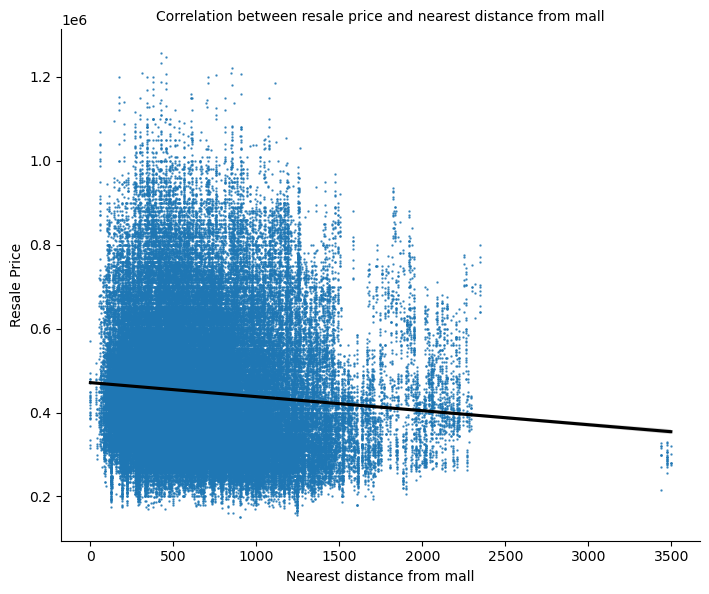 Correlation between resale price and nearest distance from mall
1e6
1.2
1.0
0.8
0.6
0.4
0.2
Resale Price
0 500 1000 1500 2000 2500 3000 3500
Nearest distance from mall